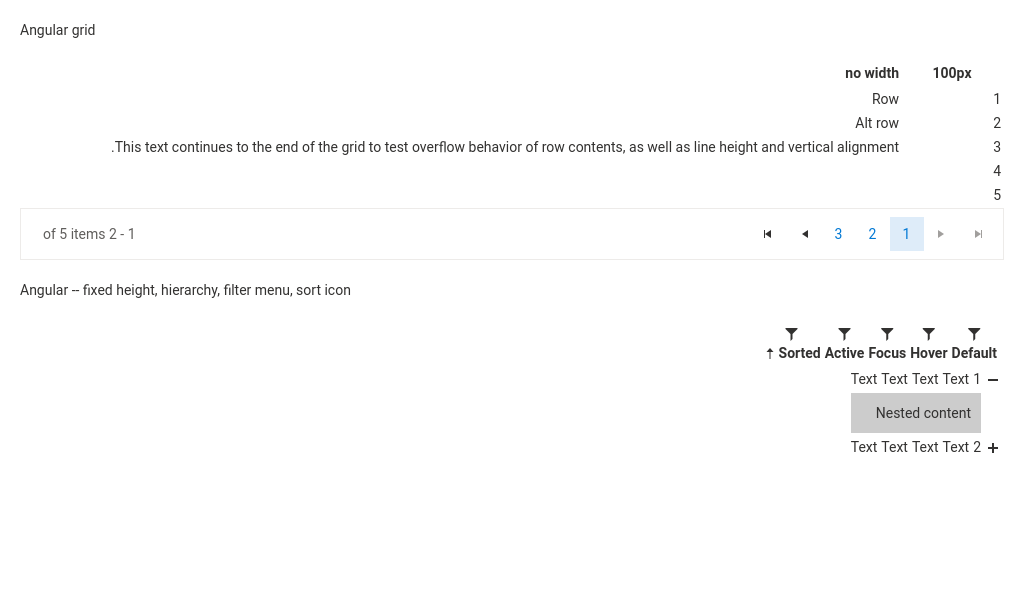 Angular grid
no width 100px
Row 1
Alt row 2
.This text continues to the end of the grid to test overflow behavior of row contents, as well as line height and vertical alignment 3
4
5
of 5 items 2 - 1 3 2 1
Angular -- fixed height, hierarchy, filter menu, sort icon
↑ Sorted Active Focus Hover Default
Text Text Text Text 1
Nested content
Text Text Text Text 2